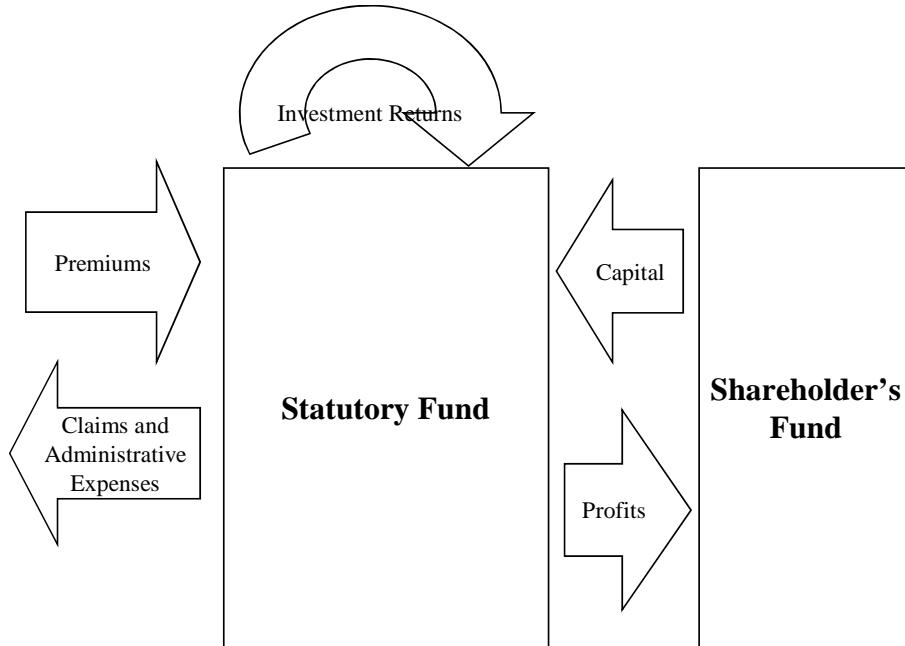 Investment Returns
Premiums
Capital
Statutory Fund
Shareholder's
Fund
Claims and
Administrative
Expenses
Profits